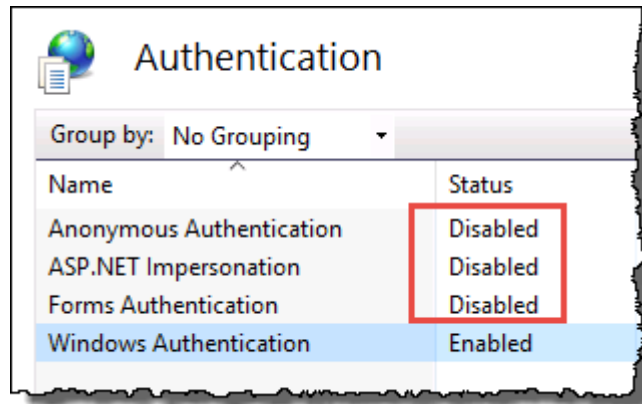 Authentication
Group by: No Grouping
Name Status
Anonymous Authentication Disabled
ASP.NET Impersonation Disabled
Forms Authentication Disabled
Windows Authentication Enabled